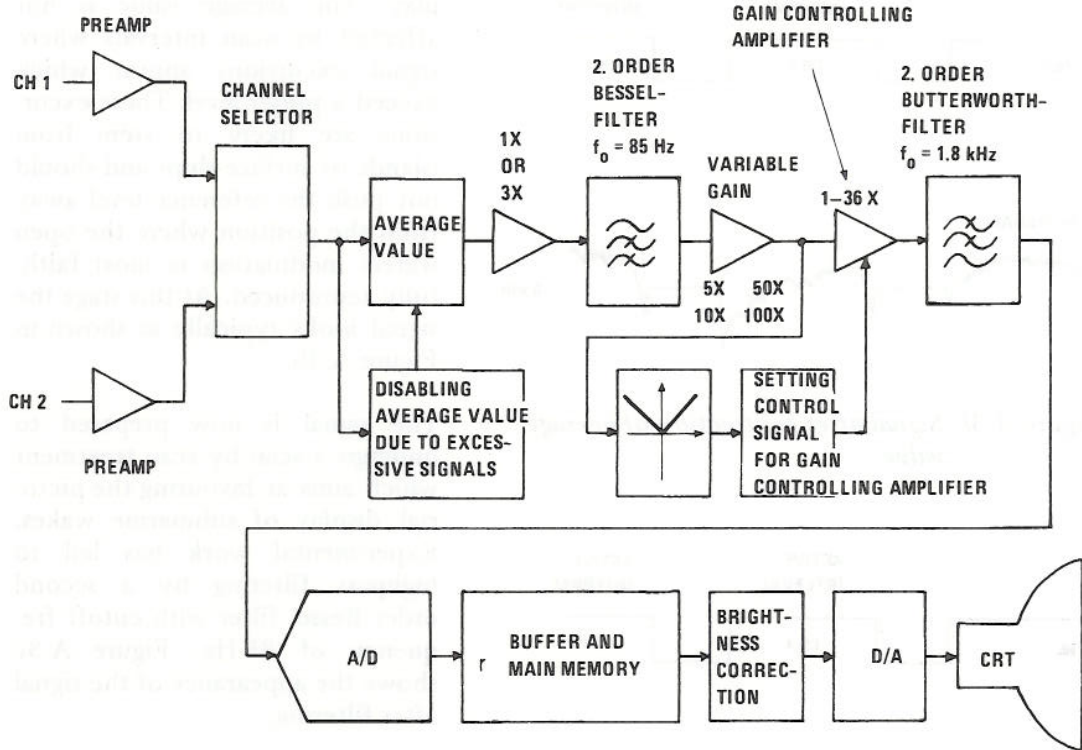 PREAMP
CH 1
CHANNEL
SELECTOR
CH 2
PREAMP
AVERAGE
VALUE
DISABLING
AVERAGE VALUE
DUE TO EXCES-
SIVE SIGNALS
1X
OR
3X
2. ORDER
BESSEL-
FILTER
f₀ = 85 Hz
VARIABLE
GAIN
5X 50X
10X 100X
GAIN CONTROLLING
AMPLIFIER
1–36 X
SETTING
CONTROL
SIGNAL
FOR GAIN
CONTROLLING AMPLIFIER
2. ORDER
BUTTERWORTH-
FILTER
f₀ = 1.8 kHz
A/D
r
BUFFER AND
MAIN MEMORY
BRIGHT-
NESS
CORREC-
TION
D/A
CRT